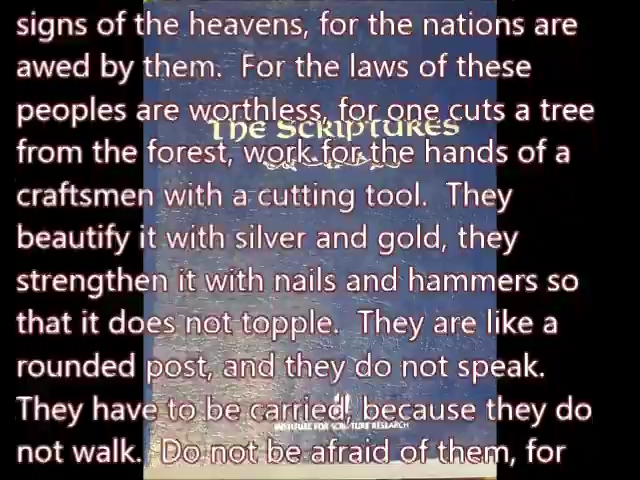 signs of the heavens, for the nations are
awed by them.  For the laws of these
peoples are worthless, for one cuts a tree
The Scriptures
from the forest, work for the hands of a
craftsmen with a cutting tool.  They
beautify it with silver and gold, they
strengthen it with nails and hammers so
that it does not topple.  They are like a
rounded post, and they do not speak.
They have to be carried, because they do
INSTITUTE FOR SCRIPTURE RESEARCH
not walk.  Do not be afraid of them, for